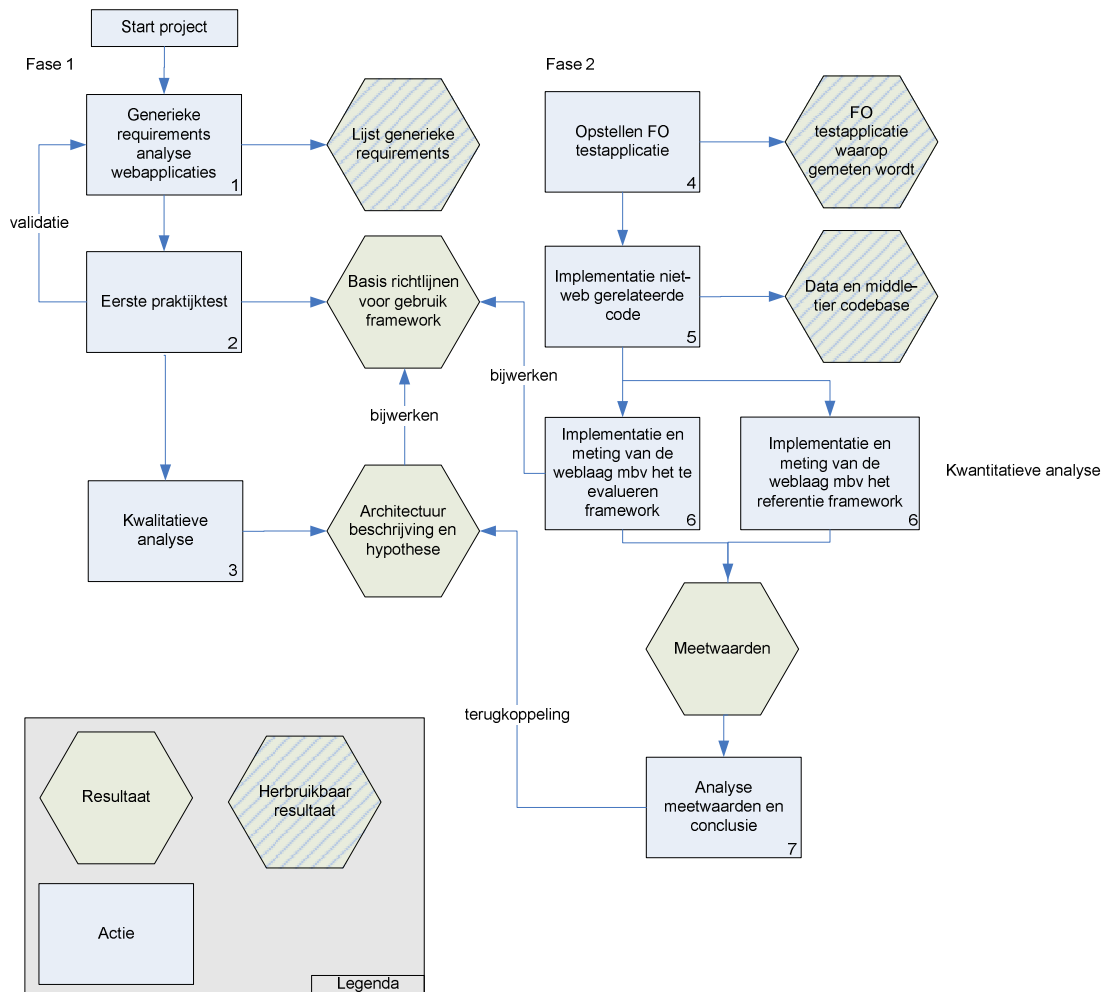 Start project
Fase 1
Generieke
requirements
analyse
webapplicaties
1
Lijst generieke
requirements
validatie
Eerste praktijktest
2
Basis richtlijnen
voor gebruik
framework
bijwerken
Kwalitatieve
analyse
3
Architectuur
beschrijving en
hypothese
Fase 2
Opstellen FO
testapplicatie
4
FO
testapplicatie
waarop
gemeten wordt
Implementatie niet-
web gerelateerde
code
5
Data en middle-
tier codebase
bijwerken
Implementatie en
meting van de
weblaag mbv het te
evalueren
framework
6
Implementatie en
meting van de
weblaag mbv het
referentie framework
6
Kwantitatieve analyse
Meetwaarden
terugkoppeling
Analyse
meetwaarden en
conclusie
7
Resultaat
Herbruikbaar
resultaat
Actie
Legenda